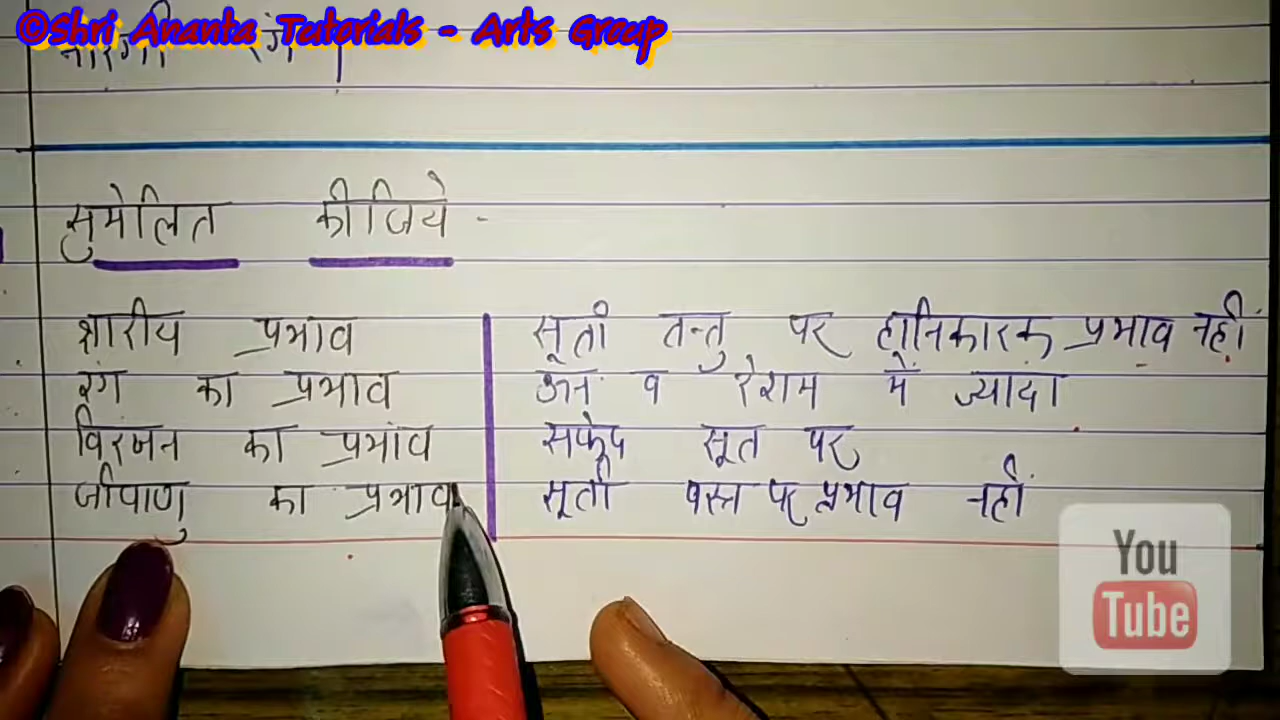 ©Shri Ananta Tutorials - Arts Group
नारंगी रंग |
सुमेलित कीजिये -
क्षारीय प्रभाव सूती तन्तु पर हानिकारक प्रभाव नहीं
रंग का प्रभाव ऊन व रेशम में ज्यादा
विरंजन का प्रभाव सफेद सूत पर
जीवाणु का प्रभाव सूती वस्त्र पर प्रभाव नहीं
You
Tube